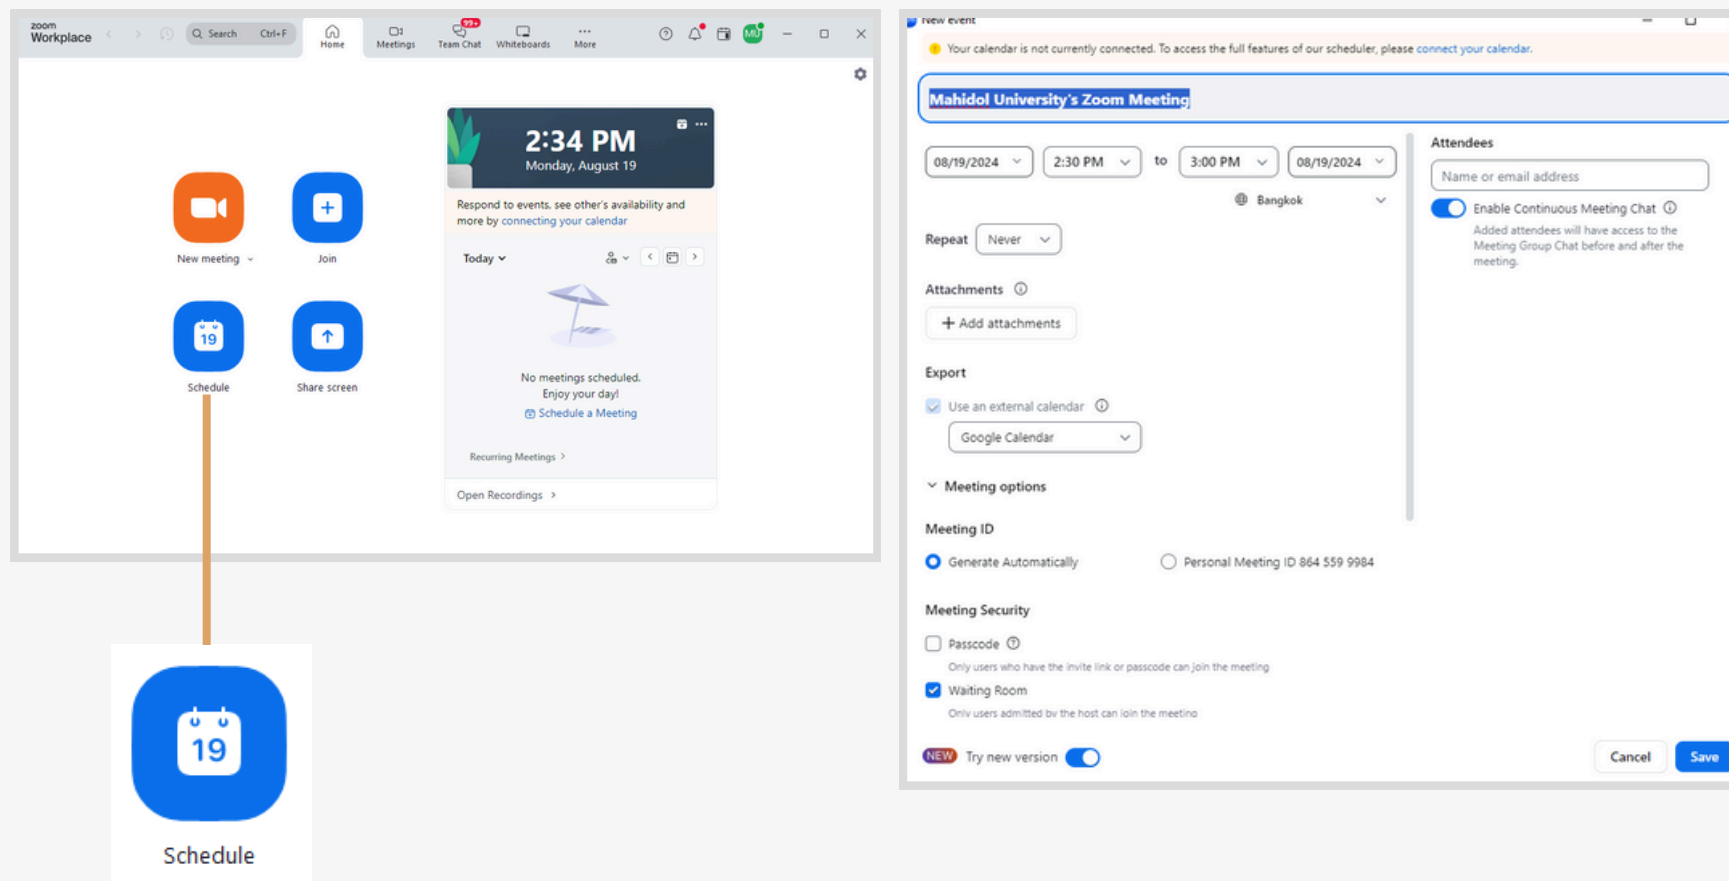 zoom
Workplace
Search Ctrl+F
Home
Meetings
99+
Team Chat
Whiteboards
More
MU
2:34 PM
Monday, August 19
Respond to events, see other's availability and
more by connecting your calendar
Today
No meetings scheduled.
Enjoy your day!
Schedule a Meeting
Recurring Meetings
Open Recordings
New meeting
Join
19
Schedule
Share screen
19
Schedule
New event
Your calendar is not currently connected. To access the full features of our scheduler, please connect your calendar.
Mahidol University's Zoom Meeting
08/19/2024 2:30 PM to 3:00 PM 08/19/2024
Bangkok
Repeat Never
Attachments
+ Add attachments
Export
Use an external calendar
Google Calendar
Meeting options
Meeting ID
Generate Automatically Personal Meeting ID 864 559 9984
Meeting Security
Passcode
Only users who have the invite link or passcode can join the meeting
Waiting Room
Only users admitted by the host can join the meeting
NEW Try new version
Attendees
Name or email address
Enable Continuous Meeting Chat
Added attendees will have access to the
Meeting Group Chat before and after the
meeting.
Cancel Save